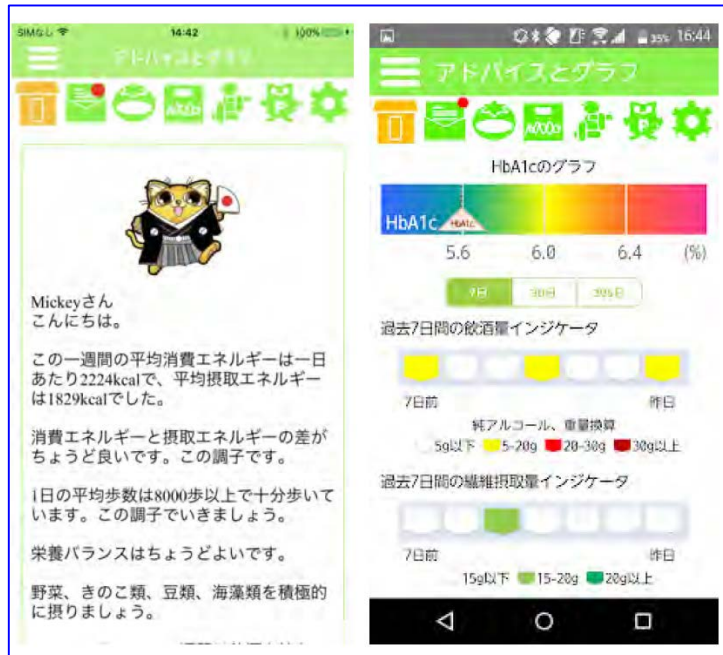 SIMなし
14:42
100%
アドバイスとグラフ
Mickeyさん
こんにちは。
この一週間の平均消費エネルギーは一日
あたり2224kcalで、平均摂取エネルギー
は1829kcalでした。
消費エネルギーと摂取エネルギーの差が
ちょうど良いです。この調子です。
1日の平均歩数は8000歩以上で十分歩いて
います。この調子でいきましょう。
栄養バランスはちょうどよいです。
野菜、きのこ類、豆類、海藻類を積極的
に摂りましょう。
35% 16:44
アドバイスとグラフ
P
HbA1cのグラフ
HbA1c
HbA1c
5.6 6.0 6.4 (%)
7日 30日
過去7日間の飲酒量インジケータ
7日前 昨日
純アルコール、重量換算
5g以下 5-20g 20-30g 30g以上
過去7日間の繊維摂取量インジケータ
7日前 昨日
15g以下 15-20g 20g以上